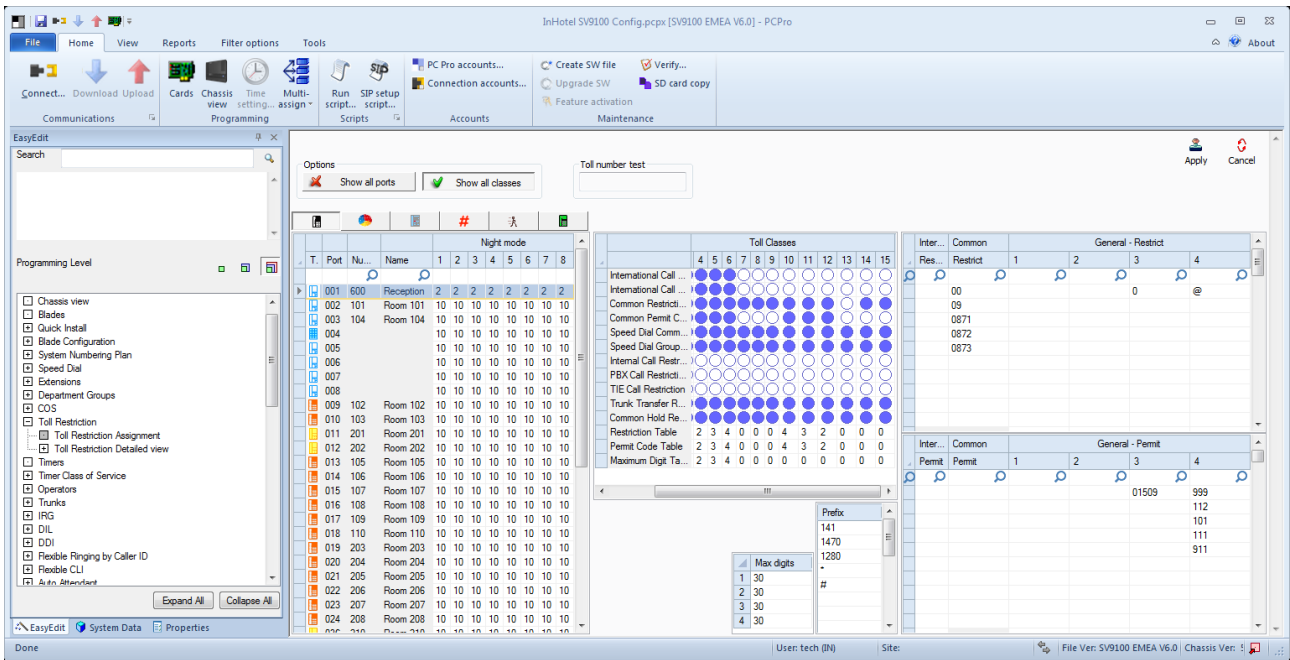 InHotel SV9100 Config.pcpx [SV9100 EMEA V6.0] - PCPro
File Home View Reports Filter options Tools About
Connect... Download Upload Cards Chassis view Time setting... Multi-assign Run script... SIP setup script...
PC Pro accounts...
Connection accounts...
Create SW file Verify...
Upgrade SW SD card copy
Feature activation
Communications Programming Scripts Accounts Maintenance
EasyEdit
Search
Programming Level
Chassis view
Blades
Quick Install
Blade Configuration
System Numbering Plan
Speed Dial
Extensions
Department Groups
COS
Toll Restriction
Toll Restriction Assignment
Toll Restriction Detailed view
Timers
Timer Class of Service
Operators
Trunks
IRG
DIL
DDI
Flexible Ringing by Caller ID
Flexible CLI
Auto Attendant
Expand All Collapse All
EasyEdit System Data Properties
Options
Show all ports Show all classes
Toll number test
Apply Cancel
Night mode
T. Port Nu... Name 1 2 3 4 5 6 7 8
001 600 Reception 2 2 2 2 2 2 2 2
002 101 Room 101 10 10 10 10 10 10 10 10
003 104 Room 104 10 10 10 10 10 10 10 10
004 10 10 10 10 10 10 10 10
005 10 10 10 10 10 10 10 10
006 10 10 10 10 10 10 10 10
007 10 10 10 10 10 10 10 10
008 10 10 10 10 10 10 10 10
009 102 Room 102 10 10 10 10 10 10 10 10
010 103 Room 103 10 10 10 10 10 10 10 10
011 201 Room 201 10 10 10 10 10 10 10 10
012 202 Room 202 10 10 10 10 10 10 10 10
013 105 Room 105 10 10 10 10 10 10 10 10
014 106 Room 106 10 10 10 10 10 10 10 10
015 107 Room 107 10 10 10 10 10 10 10 10
016 108 Room 108 10 10 10 10 10 10 10 10
017 109 Room 109 10 10 10 10 10 10 10 10
018 110 Room 110 10 10 10 10 10 10 10 10
019 203 Room 203 10 10 10 10 10 10 10 10
020 204 Room 204 10 10 10 10 10 10 10 10
021 205 Room 205 10 10 10 10 10 10 10 10
022 206 Room 206 10 10 10 10 10 10 10 10
023 207 Room 207 10 10 10 10 10 10 10 10
024 208 Room 208 10 10 10 10 10 10 10 10
Toll Classes
4 5 6 7 8 9 10 11 12 13 14 15
International Call ...
International Call ...
Common Restricti...
Common Permit C...
Speed Dial Comm...
Speed Dial Group...
Internal Call Restr...
PBX Call Restricti...
TIE Call Restriction
Trunk Transfer R...
Common Hold Re...
Restriction Table 2 3 4 0 0 0 4 3 2 0 0 0
Permit Code Table 2 3 4 0 0 0 4 3 2 0 0 0
Maximum Digit Ta... 2 3 4 0 0 0 0 0 0 0 0 0
Max digits
1 30
2 30
3 30
4 30
Prefix
141
1470
1280
*
#
Inter... Common General - Restrict
Res... Restrict 1 2 3 4
00 0 @
09
0871
0872
0873
Inter... Common General - Permit
Permit Permit 1 2 3 4
01509 999
112
101
111
911
Done User: tech (IN) Site: File Ver: SV9100 EMEA V6.0 Chassis Ver: